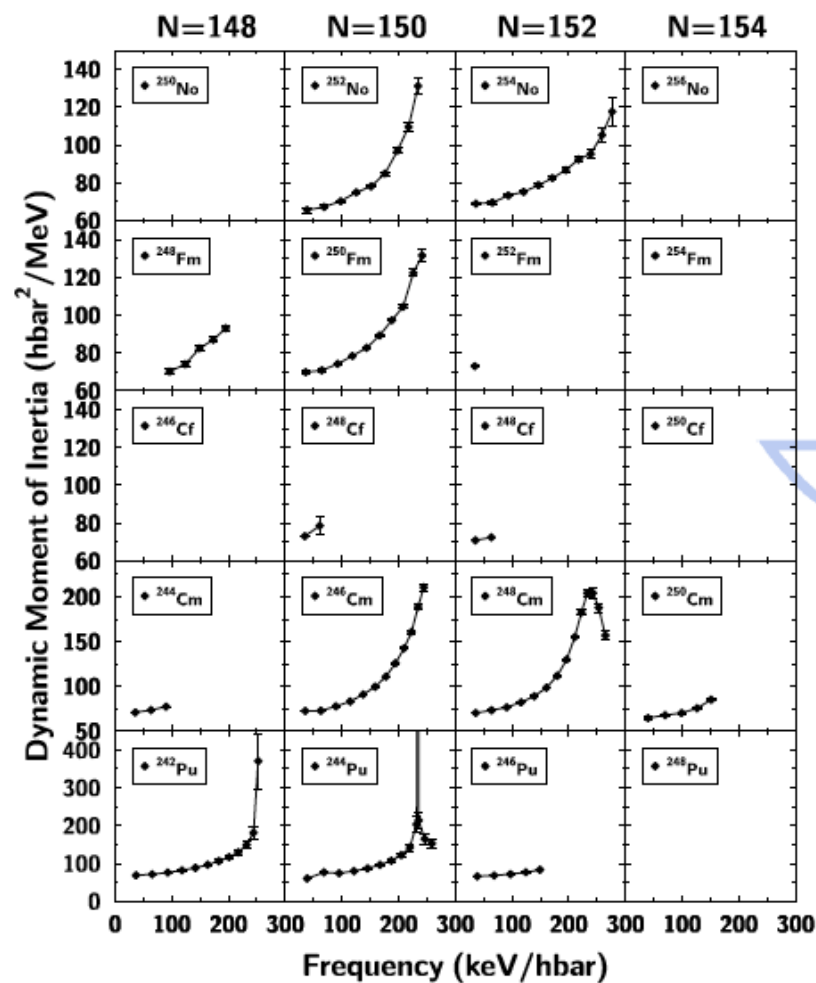 N=148 N=150 N=152 N=154
140
120
100
80
60
²⁵⁰No ²⁵²No ²⁵⁴No ²⁵⁶No
140
120
100
80
60
²⁴⁸Fm ²⁵⁰Fm ²⁵²Fm ²⁵⁴Fm
140
120
100
80
60
²⁴⁶Cf ²⁴⁸Cf ²⁴⁸Cf ²⁵⁰Cf
200
150
100
50
²⁴⁴Cm ²⁴⁶Cm ²⁴⁸Cm ²⁵⁰Cm
400
300
200
100
0
²⁴²Pu ²⁴⁴Pu ²⁴⁶Pu ²⁴⁸Pu
0 100 200 300 100 200 300 100 200 300 100 200 300
Dynamic Moment of Inertia (hbar²/MeV)
Frequency (keV/hbar)